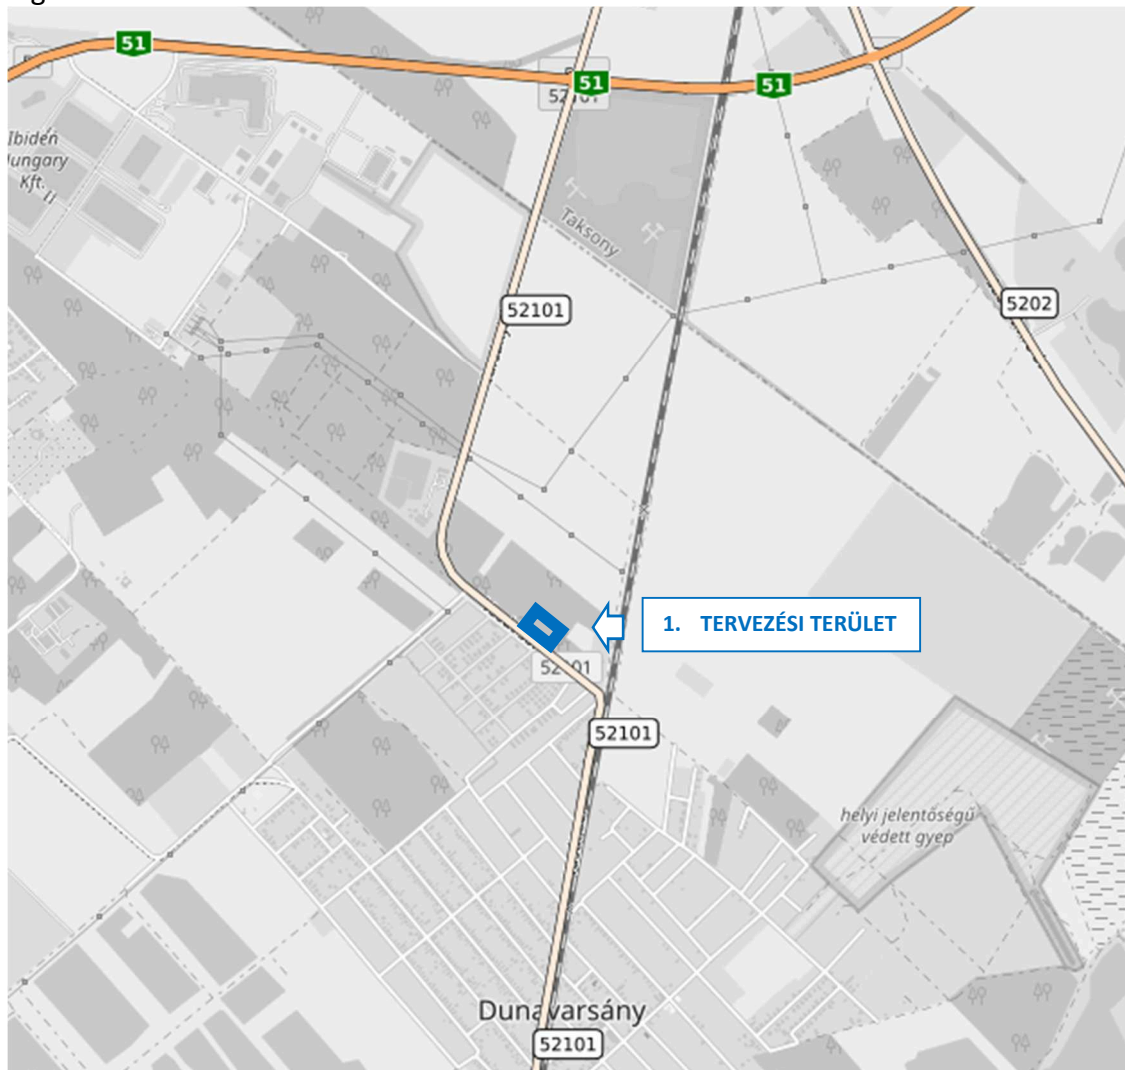 51
51
51
Ibiden
Hungary
Kft.
II
Taksony
52101
5202
1. TERVEZÉSI TERÜLET
52101
52101
helyi jelentőségű
védett gyep
Dunavarsány
52101